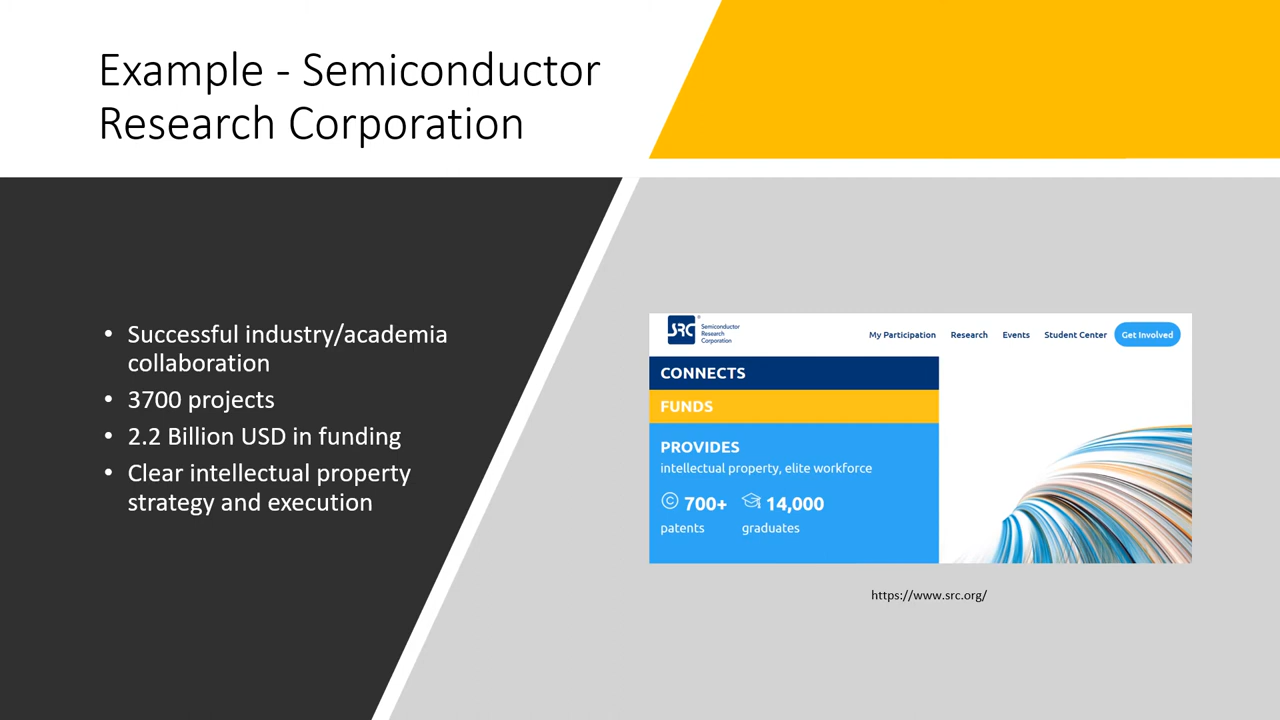 Example - Semiconductor
Research Corporation
• Successful industry/academia
collaboration
• 3700 projects
• 2.2 Billion USD in funding
• Clear intellectual property
strategy and execution
SRC®
Semiconductor
Research
Corporation
My Participation Research Events Student Center Get Involved
CONNECTS
FUNDS
PROVIDES
intellectual property, elite workforce
© 700+ 14,000
patents graduates
https://www.src.org/